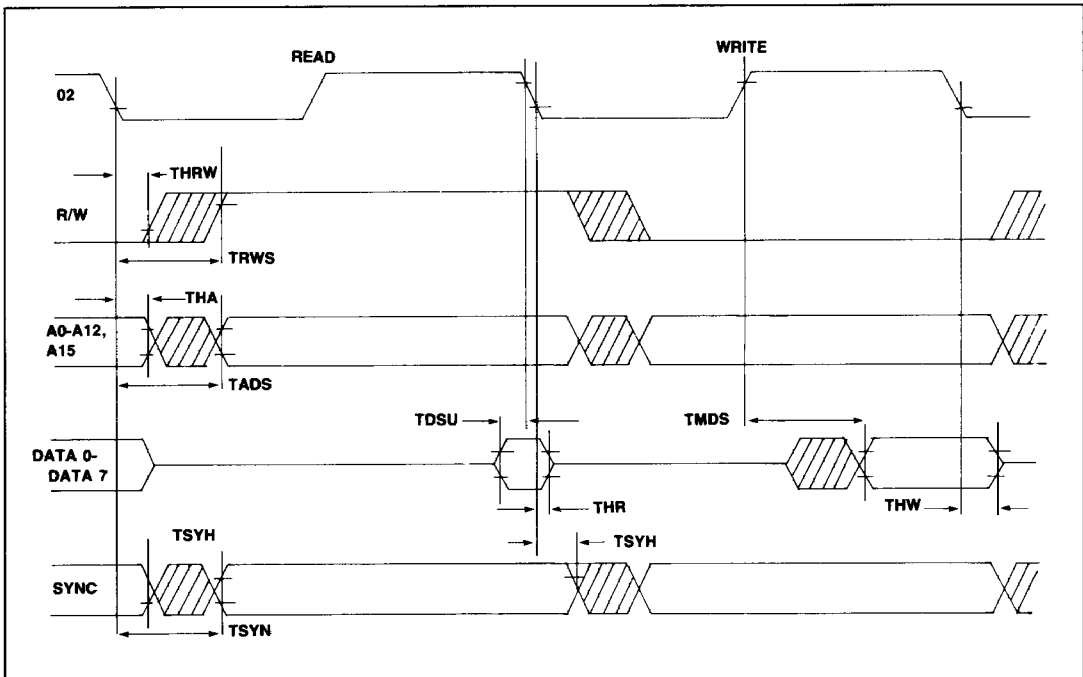 READ
WRITE
02
THRW
R/W
TRWS
THA
A0-A12,
A15
TADS
TDSU
TMDS
DATA 0-
DATA 7
THR
THW
TSYH
TSYH
SYNC
TSYN